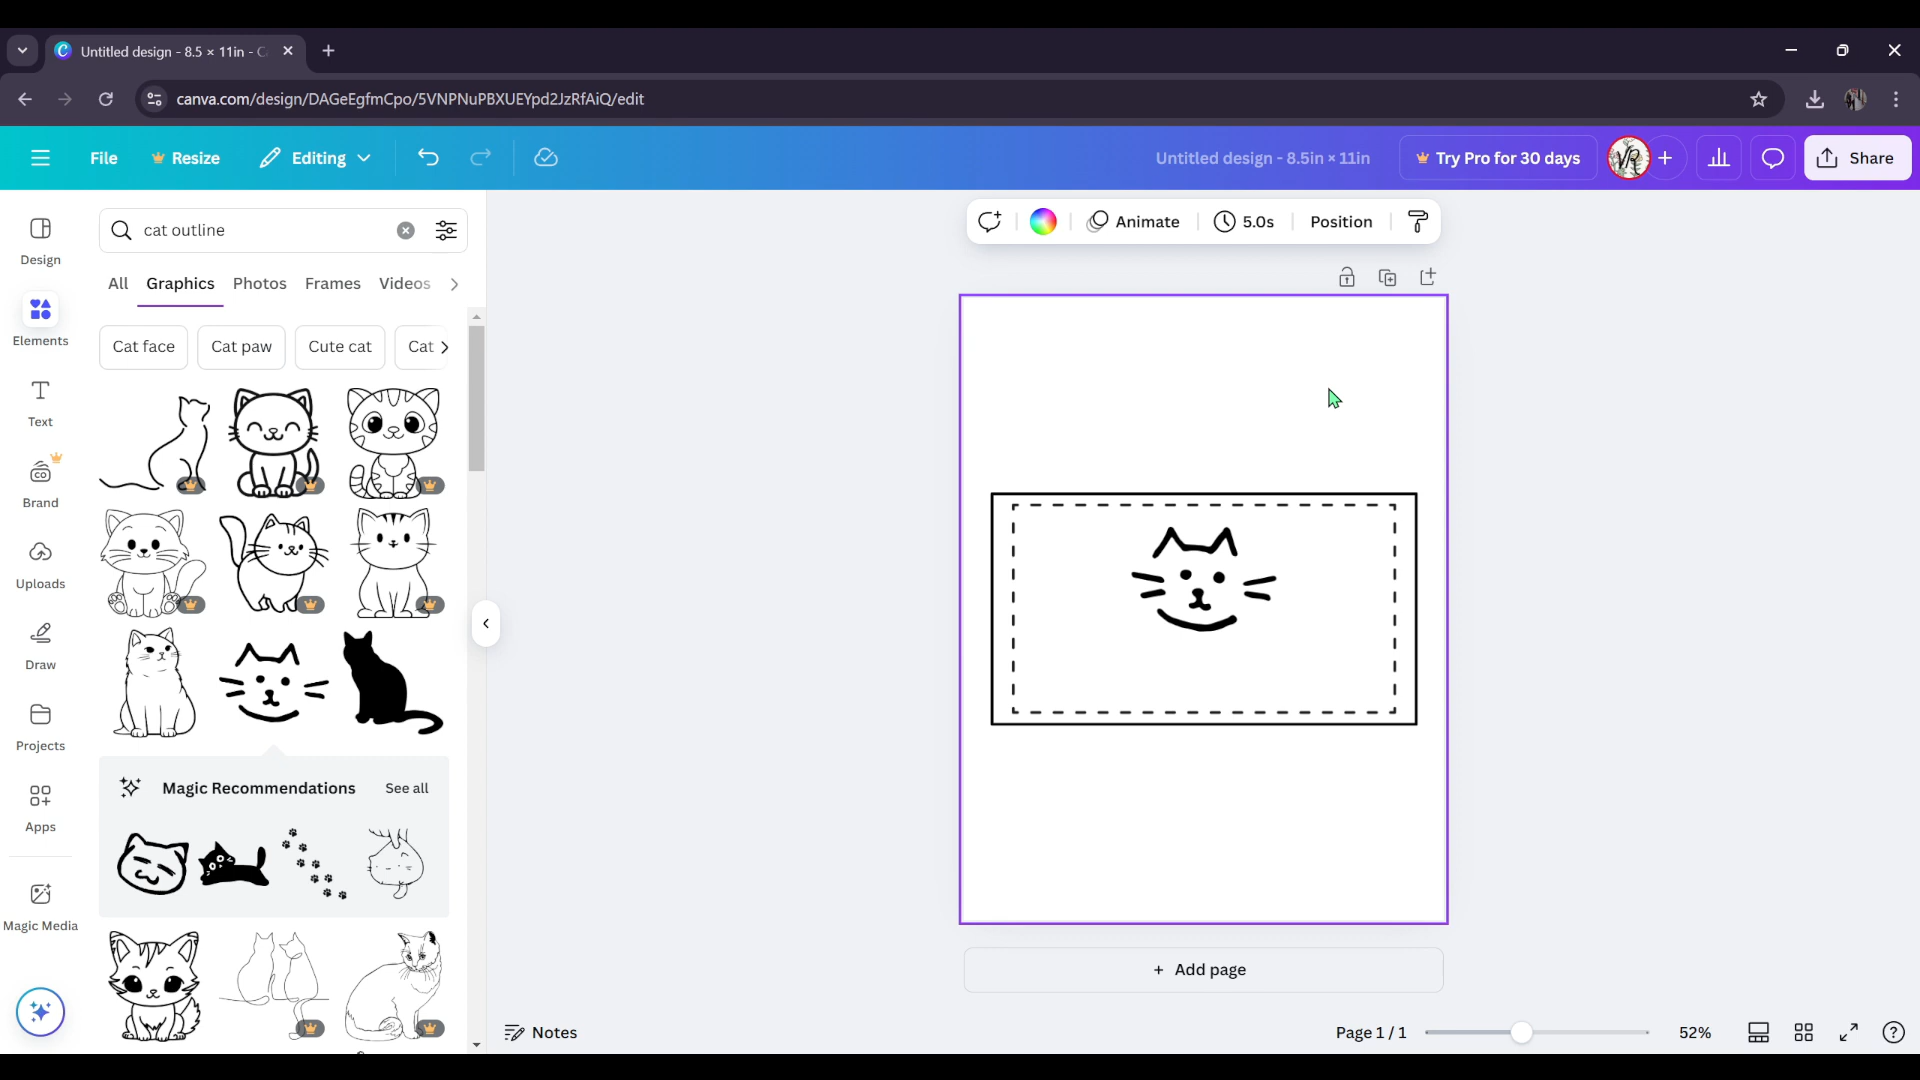 Untitled design - 8.5 × 11in - C
canva.com/design/DAGeEgfmCpo/5VNPNuPBXUEYpd2JzRfAiQ/edit
File
Resize
Editing
Untitled design - 8.5in × 11in
Try Pro for 30 days
Share
Design
Elements
Text
Brand
Uploads
Draw
Projects
Apps
Magic Media
cat outline
All Graphics Photos Frames Videos
Cat face Cat paw Cute cat Cat
Magic Recommendations See all
Animate 5.0s Position
+ Add page
Notes
Page 1 / 1
52%